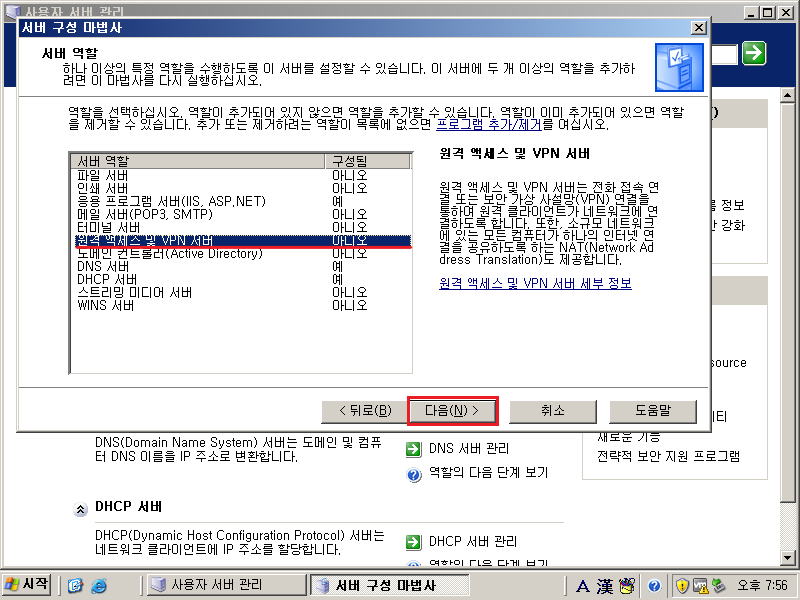 사용자 서버 관리
서버 구성 마법사
서버 역할
하나 이상의 특정 역할을 수행하도록 이 서버를 설정할 수 있습니다. 이 서버에 두 개 이상의 역할을 추가하
려면 이 마법사를 다시 실행하십시오.
역할을 선택하십시오. 역할이 추가되어 있지 않으면 역할을 추가할 수 있습니다. 역할이 이미 추가되어 있으면 역할
을 제거할 수 있습니다. 추가 또는 제거하려는 역할이 목록에 없으면 프로그램 추가/제거를 여십시오.
서버 역할 구성됨
파일 서버 아니오
인쇄 서버 아니오
응용 프로그램 서버(IIS, ASP.NET) 예
메일 서버(POP3, SMTP) 아니오
터미널 서버 아니오
원격 액세스 및 VPN 서버 아니오
도메인 컨트롤러(Active Directory) 아니오
DNS 서버 예
DHCP 서버 예
스트리밍 미디어 서버 아니오
WINS 서버 아니오
원격 액세스 및 VPN 서버
원격 액세스 및 VPN 서버는 전화 접속 연
결 또는 보안 가상 사설망(VPN) 연결을
통하여 원격 클라이언트가 네트워크에 연
결하도록 합니다. 또한, 소규모 네트워크
에 있는 모든 컴퓨터가 하나의 인터넷 연
결을 공유하도록 하는 NAT(Network Ad
dress Translation)도 제공합니다.
원격 액세스 및 VPN 서버 세부 정보
정보
강화
source
< 뒤로(B) 다음(N) > 취소 도움말
새로운 기능
전략적 보안 지원 프로그램
DNS(Domain Name System) 서버는 도메인 및 컴퓨
터 DNS 이름을 IP 주소로 변환합니다.
DNS 서버 관리
역할의 다음 단계 보기
DHCP 서버
DHCP(Dynamic Host Configuration Protocol) 서버는
네트워크 클라이언트에 IP 주소를 할당합니다.
DHCP 서버 관리
역할의 다음 단계 보기
시작 사용자 서버 관리 서버 구성 마법사 A 漢 오후 7:56